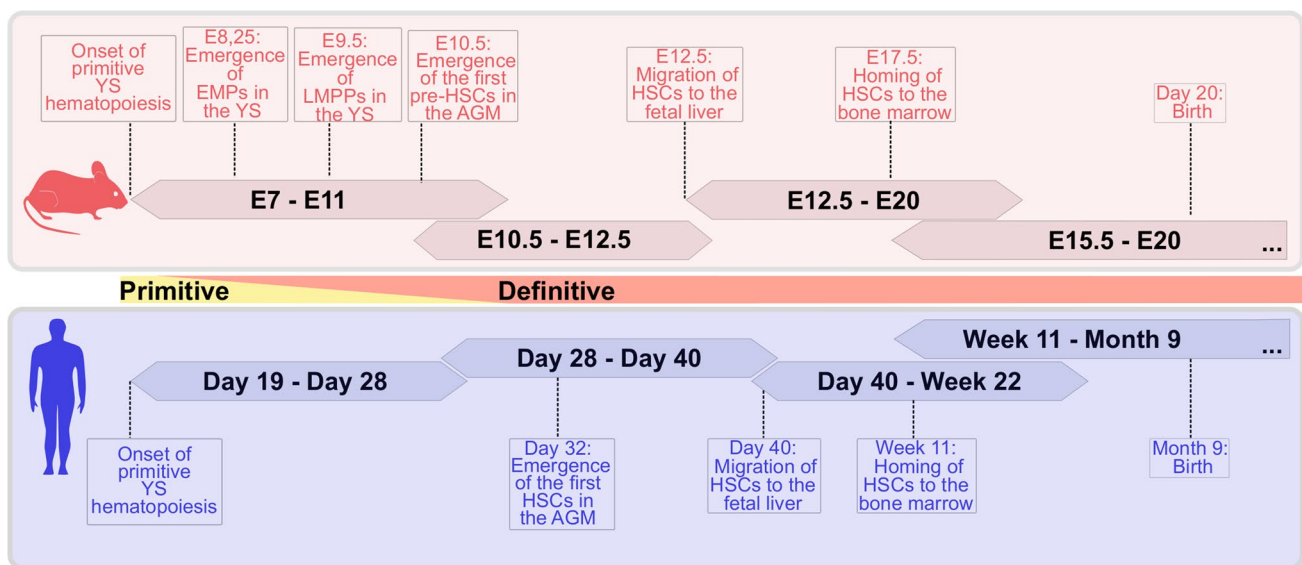 Onset of
primitive
YS
hematopoiesis
E8,25:
Emergence
of
EMPs in
the YS
E9.5:
Emergence
of
LMPPs in
the YS
E10.5:
Emergence
of the first
pre-HSCs in
the AGM
E12.5:
Migration of
HSCs to the
fetal liver
E17.5:
Homing of
HSCs to the
bone marrow
Day 20:
Birth
E7 - E11
E12.5 - E20
E10.5 - E12.5
E15.5 - E20
...
Primitive
Definitive
Week 11 - Month 9
...
Day 28 - Day 40
Day 19 - Day 28
Day 40 - Week 22
Onset of
primitive
YS
hematopoiesis
Day 32:
Emergence
of the first
HSCs in
the AGM
Day 40:
Migration of
HSCs to the
fetal liver
Week 11:
Homing of
HSCs to the
bone marrow
Month 9:
Birth